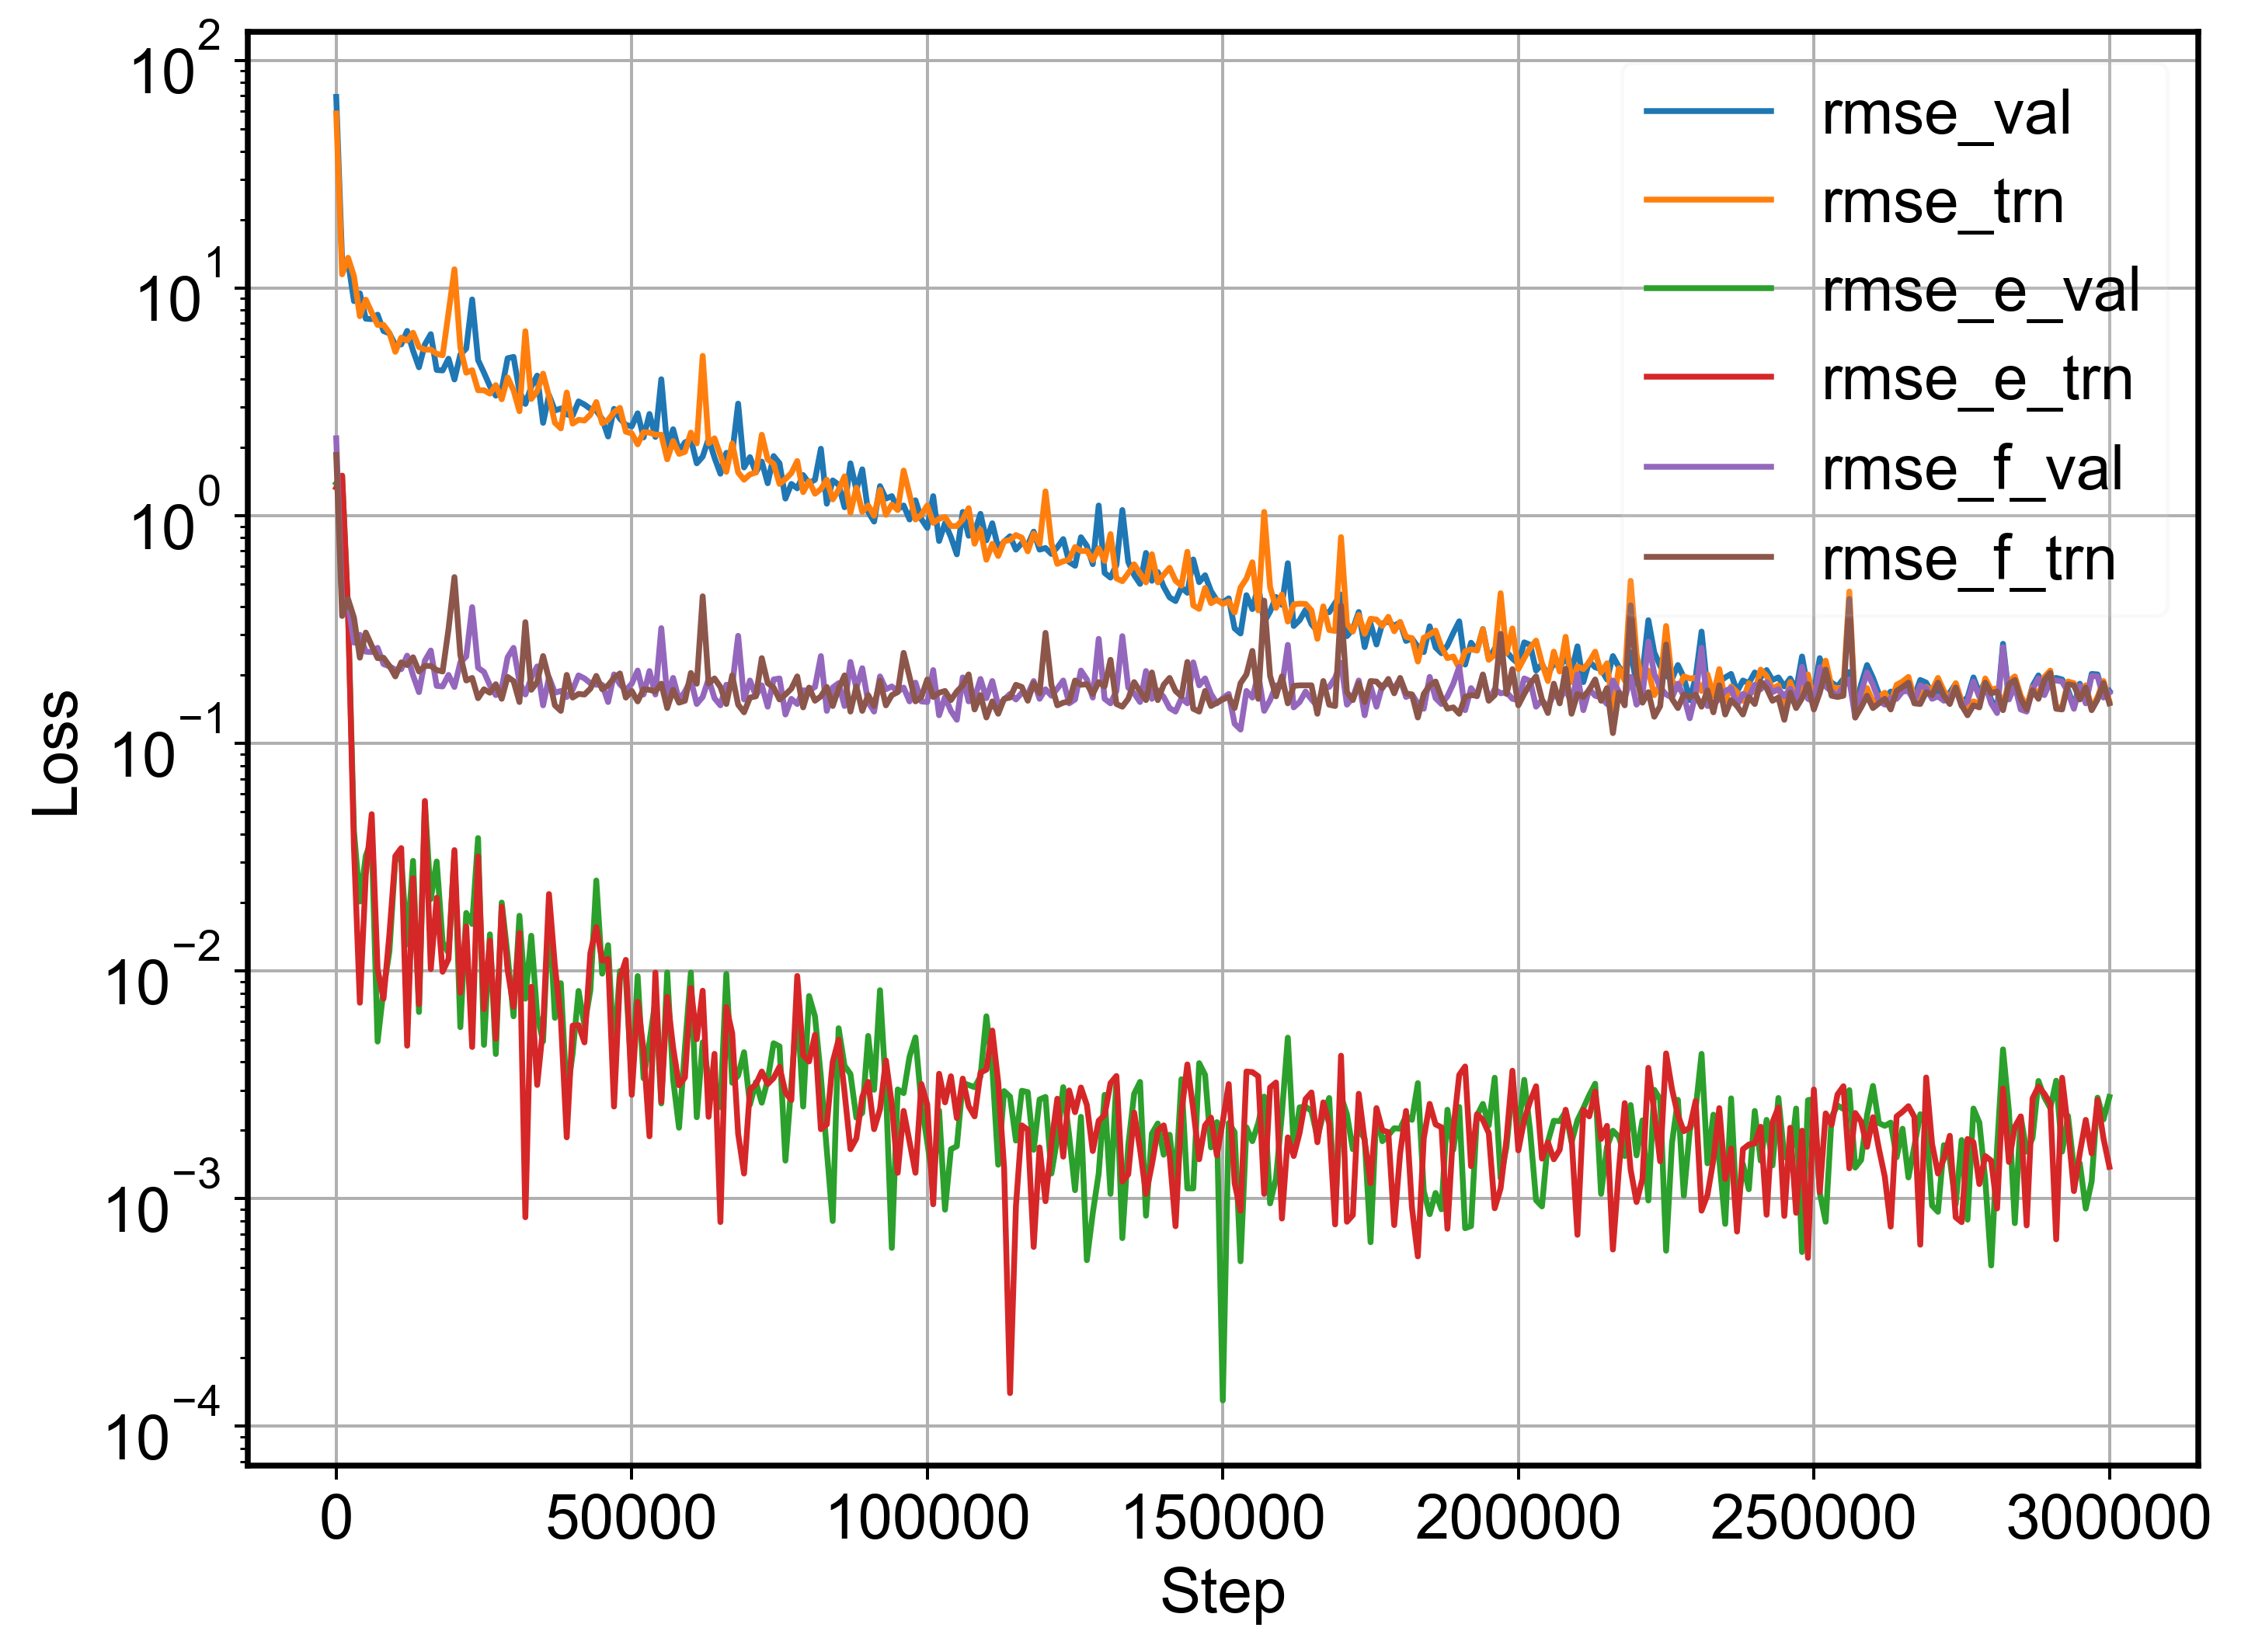 10^2
10^1
10^0
10^−1
10^−2
10^−3
10^−4
Loss
rmse_val
rmse_trn
rmse_e_val
rmse_e_trn
rmse_f_val
rmse_f_trn
0 50000 100000 150000 200000 250000 300000
Step